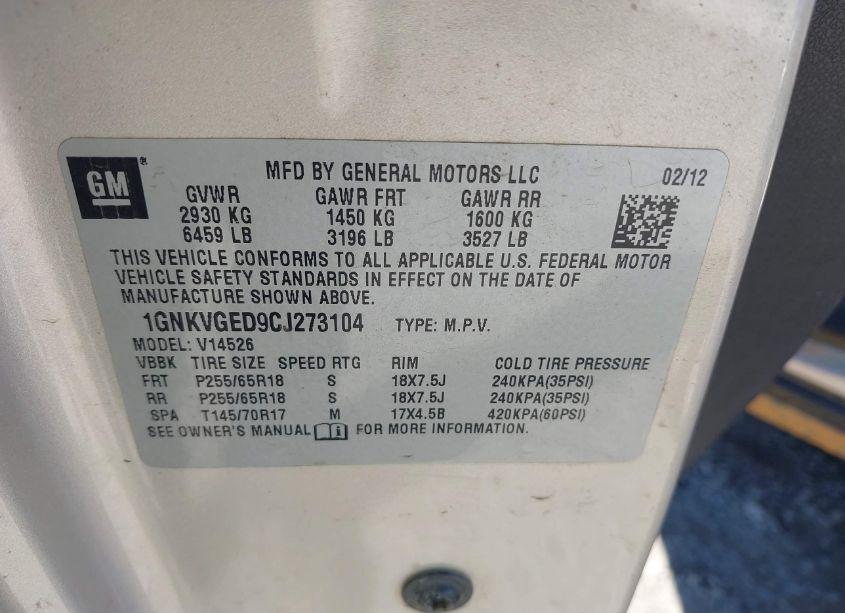 GM ®
MFD BY GENERAL MOTORS LLC 02/12
GVWR GAWR FRT GAWR RR
2930 KG 1450 KG 1600 KG
6459 LB 3196 LB 3527 LB
THIS VEHICLE CONFORMS TO ALL APPLICABLE U.S. FEDERAL MOTOR
VEHICLE SAFETY STANDARDS IN EFFECT ON THE DATE OF
MANUFACTURE SHOWN ABOVE.
1GNKVGED9CJ273104 TYPE: M.P.V.
MODEL: V14526
VBBK TIRE SIZE SPEED RTG RIM COLD TIRE PRESSURE
FRT P255/65R18 S 18X7.5J 240KPA(35PSI)
RR P255/65R18 S 18X7.5J 240KPA(35PSI)
SPA T145/70R17 M 17X4.5B 420KPA(60PSI)
SEE OWNER'S MANUAL FOR MORE INFORMATION.